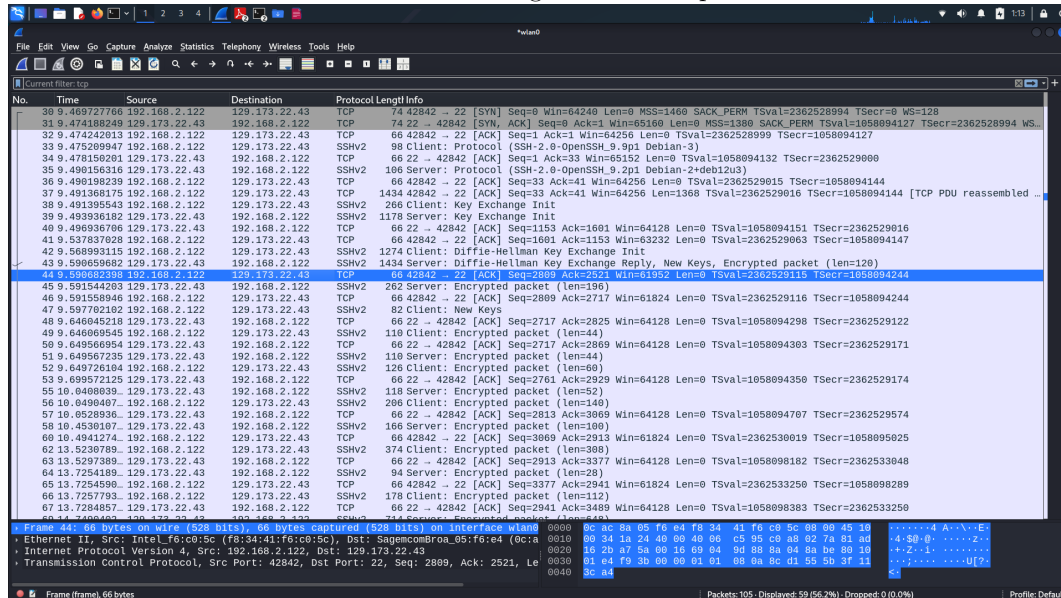 1 2 3 4
1:13
*wlan0
File Edit View Go Capture Analyze Statistics Telephony Wireless Tools Help
Current filter: tcp
No. Time Source Destination Protocol Length Info
30 9.469727766 192.168.2.122 129.173.22.43 TCP 74 42842 → 22 [SYN] Seq=0 Win=64240 Len=0 MSS=1460 SACK_PERM TSval=2362528994 TSecr=0 WS=128
31 9.474188249 129.173.22.43 192.168.2.122 TCP 74 22 → 42842 [SYN, ACK] Seq=0 Ack=1 Win=65160 Len=0 MSS=1380 SACK_PERM TSval=1058094127 TSecr=2362528994 WS…
32 9.474242013 192.168.2.122 129.173.22.43 TCP 66 42842 → 22 [ACK] Seq=1 Ack=1 Win=64256 Len=0 TSval=2362528999 TSecr=1058094127
33 9.475209947 192.168.2.122 129.173.22.43 SSHv2 98 Client: Protocol (SSH-2.0-OpenSSH_9.9p1 Debian-3)
34 9.478150201 129.173.22.43 192.168.2.122 TCP 66 22 → 42842 [ACK] Seq=1 Ack=33 Win=65152 Len=0 TSval=1058094132 TSecr=2362529000
35 9.490156316 129.173.22.43 192.168.2.122 SSHv2 106 Server: Protocol (SSH-2.0-OpenSSH_9.2p1 Debian-2+deb12u3)
36 9.490198239 192.168.2.122 129.173.22.43 TCP 66 42842 → 22 [ACK] Seq=33 Ack=41 Win=64256 Len=0 TSval=2362529015 TSecr=1058094144
37 9.491368175 192.168.2.122 129.173.22.43 TCP 1434 42842 → 22 [ACK] Seq=33 Ack=41 Win=64256 Len=1368 TSval=2362529016 TSecr=1058094144 [TCP PDU reassembled …
38 9.491395543 192.168.2.122 129.173.22.43 SSHv2 266 Client: Key Exchange Init
39 9.493936182 129.173.22.43 192.168.2.122 SSHv2 1178 Server: Key Exchange Init
40 9.496936706 129.173.22.43 192.168.2.122 TCP 66 22 → 42842 [ACK] Seq=1153 Ack=1601 Win=64128 Len=0 TSval=1058094151 TSecr=2362529016
41 9.537837028 192.168.2.122 129.173.22.43 TCP 66 42842 → 22 [ACK] Seq=1601 Ack=1153 Win=63232 Len=0 TSval=2362529063 TSecr=1058094147
42 9.568993115 192.168.2.122 129.173.22.43 SSHv2 1274 Client: Diffie-Hellman Key Exchange Init
43 9.590659682 129.173.22.43 192.168.2.122 SSHv2 1434 Server: Diffie-Hellman Key Exchange Reply, New Keys, Encrypted packet (len=120)
44 9.590682398 192.168.2.122 129.173.22.43 TCP 66 42842 → 22 [ACK] Seq=2809 Ack=2521 Win=61952 Len=0 TSval=2362529115 TSecr=1058094244
45 9.591544203 129.173.22.43 192.168.2.122 SSHv2 262 Server: Encrypted packet (len=196)
46 9.591558946 192.168.2.122 129.173.22.43 TCP 66 42842 → 22 [ACK] Seq=2809 Ack=2717 Win=61824 Len=0 TSval=2362529116 TSecr=1058094244
47 9.597702102 192.168.2.122 129.173.22.43 SSHv2 82 Client: New Keys
48 9.646045218 129.173.22.43 192.168.2.122 TCP 66 22 → 42842 [ACK] Seq=2717 Ack=2825 Win=64128 Len=0 TSval=1058094298 TSecr=2362529122
49 9.646069545 192.168.2.122 129.173.22.43 SSHv2 110 Client: Encrypted packet (len=44)
50 9.649566954 129.173.22.43 192.168.2.122 TCP 66 22 → 42842 [ACK] Seq=2717 Ack=2869 Win=64128 Len=0 TSval=1058094303 TSecr=2362529171
51 9.649567235 129.173.22.43 192.168.2.122 SSHv2 110 Server: Encrypted packet (len=44)
52 9.649726104 192.168.2.122 129.173.22.43 SSHv2 126 Client: Encrypted packet (len=60)
53 9.699572125 129.173.22.43 192.168.2.122 TCP 66 22 → 42842 [ACK] Seq=2761 Ack=2929 Win=64128 Len=0 TSval=1058094350 TSecr=2362529174
55 10.0408039… 129.173.22.43 192.168.2.122 SSHv2 118 Server: Encrypted packet (len=52)
56 10.0490407… 192.168.2.122 129.173.22.43 SSHv2 206 Client: Encrypted packet (len=140)
57 10.0528936… 129.173.22.43 192.168.2.122 TCP 66 22 → 42842 [ACK] Seq=2813 Ack=3069 Win=64128 Len=0 TSval=1058094707 TSecr=2362529574
58 10.4530107… 129.173.22.43 192.168.2.122 SSHv2 166 Server: Encrypted packet (len=100)
60 10.4941274… 192.168.2.122 129.173.22.43 TCP 66 42842 → 22 [ACK] Seq=3069 Ack=2913 Win=61824 Len=0 TSval=2362530019 TSecr=1058095025
62 13.5230789… 192.168.2.122 129.173.22.43 SSHv2 374 Client: Encrypted packet (len=308)
63 13.5297389… 129.173.22.43 192.168.2.122 TCP 66 22 → 42842 [ACK] Seq=2913 Ack=3377 Win=64128 Len=0 TSval=1058098182 TSecr=2362533048
64 13.7254189… 129.173.22.43 192.168.2.122 SSHv2 94 Server: Encrypted packet (len=28)
65 13.7254590… 192.168.2.122 129.173.22.43 TCP 66 42842 → 22 [ACK] Seq=3377 Ack=2941 Win=61824 Len=0 TSval=2362533250 TSecr=1058098289
66 13.7257793… 192.168.2.122 129.173.22.43 SSHv2 178 Client: Encrypted packet (len=112)
67 13.7284857… 129.173.22.43 192.168.2.122 TCP 66 22 → 42842 [ACK] Seq=2941 Ack=3489 Win=64128 Len=0 TSval=1058098383 TSecr=2362533250
Frame 44: 66 bytes on wire (528 bits), 66 bytes captured (528 bits) on interface wlan0
Ethernet II, Src: Intel_f6:c0:5c (f8:34:41:f6:c0:5c), Dst: SagemcomBroa_05:f6:e4 (0c:a
Internet Protocol Version 4, Src: 192.168.2.122, Dst: 129.173.22.43
Transmission Control Protocol, Src Port: 42842, Dst Port: 22, Seq: 2809, Ack: 2521, Le
0000 0c ac 8a 05 f6 e4 f8 34 41 f6 c0 5c 08 00 45 10 ·······4 A··\··E·
0010 00 34 1a 24 40 00 40 06 c5 95 c0 a8 02 7a 81 ad ·4·$@·@· ·····z··
0020 16 2b a7 5a 00 16 69 04 9d 88 8a 04 8a be 80 10 ·+·Z··i· ········
0030 01 e4 f9 3b 00 00 01 01 08 0a 8c d1 55 5b 3f 11 ···;···· ····U[?·
0040 3c a4 <·
Frame (frame), 66 bytes
Packets: 105 · Displayed: 59 (56.2%) · Dropped: 0 (0.0%)
Profile: Defau